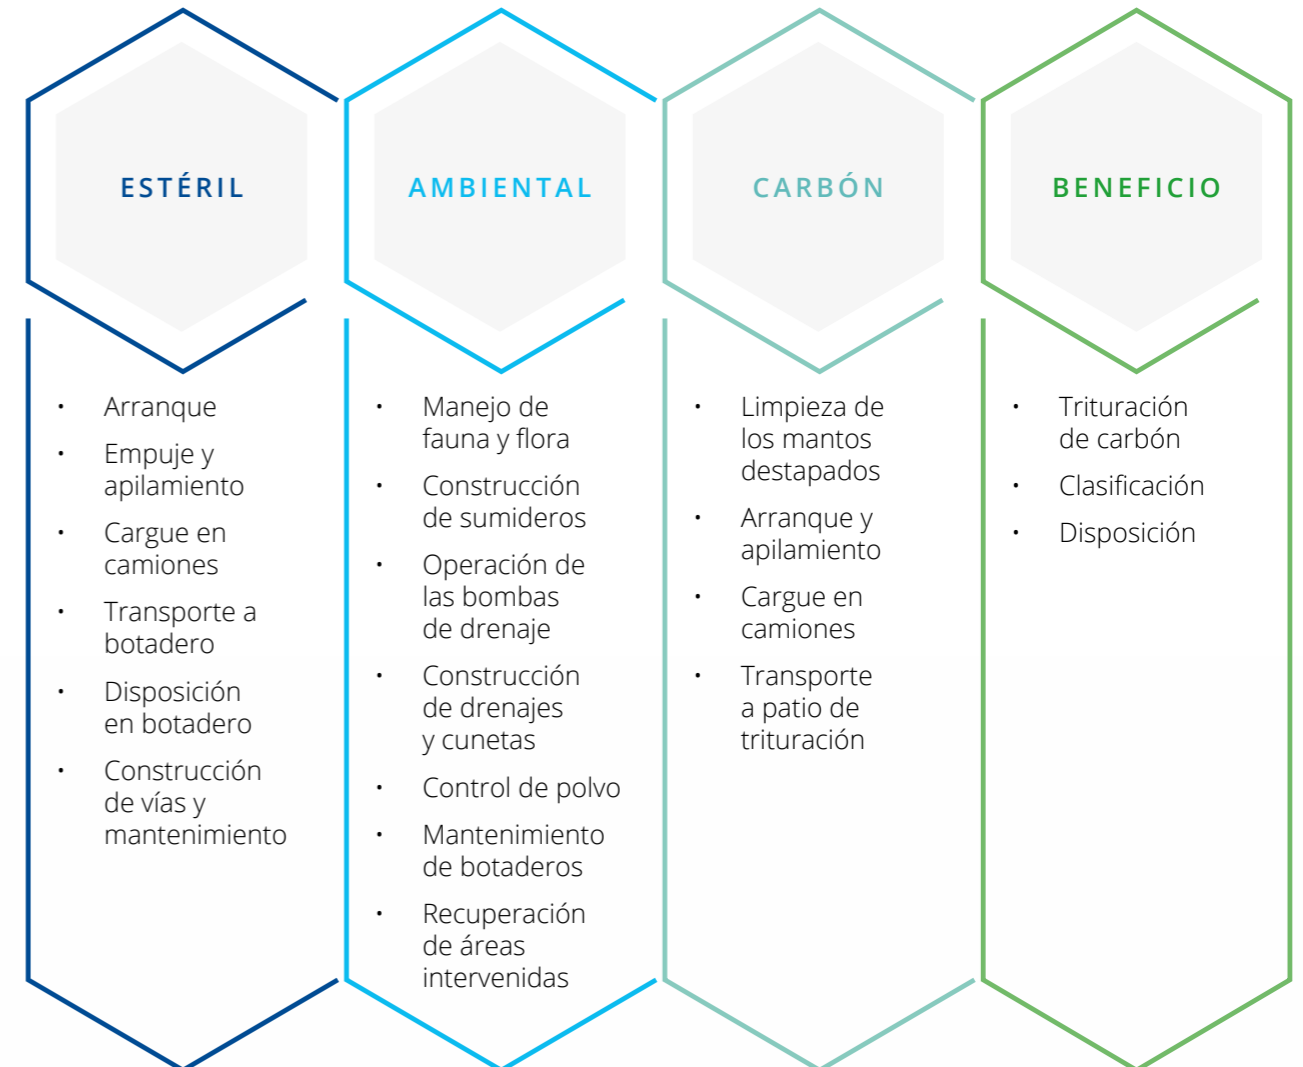 ESTÉRIL
• Arranque
• Empuje y
apilamiento
• Cargue en
camiones
• Transporte a
botadero
• Disposición
en botadero
• Construcción
de vías y
mantenimiento
AMBIENTAL
• Manejo de
fauna y flora
• Construcción
de sumideros
• Operación de
las bombas
de drenaje
• Construcción
de drenajes
y cunetas
• Control de polvo
• Mantenimiento
de botaderos
• Recuperación
de áreas
intervenidas
CARBÓN
• Limpieza de
los mantos
destapados
• Arranque y
apilamiento
• Cargue en
camiones
• Transporte
a patio de
trituración
BENEFICIO
• Trituración
de carbón
• Clasificación
• Disposición